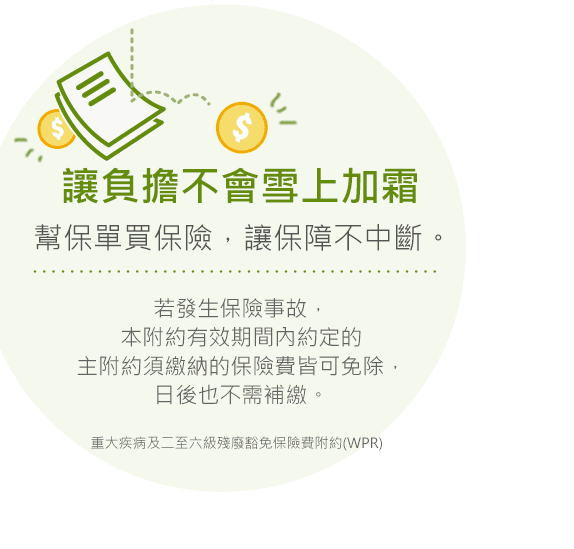 讓負擔不會雪上加霜
幫保單買保險，讓保障不中斷。
若發生保險事故，
本附約有效期間內約定的
主附約須繳納的保險費皆可免除，
日後也不需補繳。
重大疾病及二至六級殘廢豁免保險費附約(WPR)